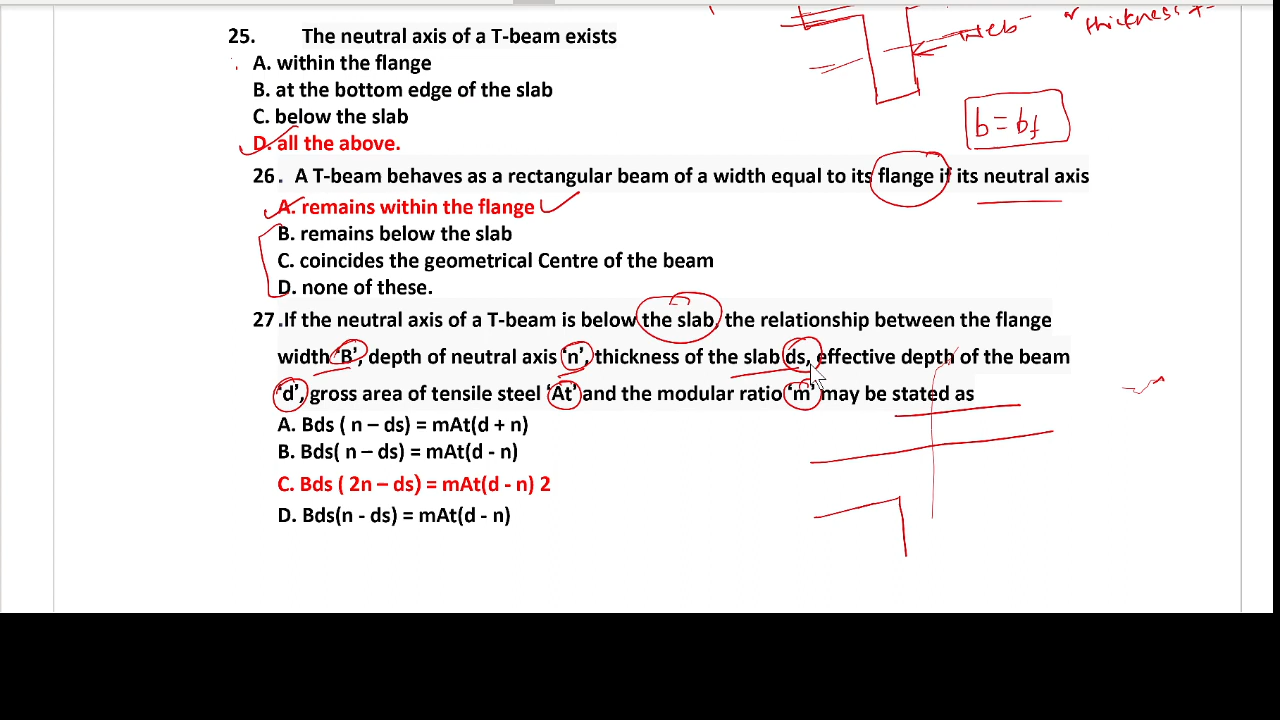 web or thickness
25. The neutral axis of a T-beam exists
A. within the flange
B. at the bottom edge of the slab
C. below the slab
b = bf
D. all the above.
26. A T-beam behaves as a rectangular beam of a width equal to its flange if its neutral axis
A. remains within the flange
B. remains below the slab
C. coincides the geometrical Centre of the beam
D. none of these.
27.If the neutral axis of a T-beam is below the slab, the relationship between the flange
width ‘B’, depth of neutral axis ‘n’, thickness of the slab ds, effective depth of the beam
‘d’, gross area of tensile steel ‘At’ and the modular ratio ‘m’ may be stated as
A. Bds ( n – ds) = mAt(d + n)
B. Bds( n – ds) = mAt(d - n)
C. Bds ( 2n – ds) = mAt(d - n) 2
D. Bds(n - ds) = mAt(d - n)